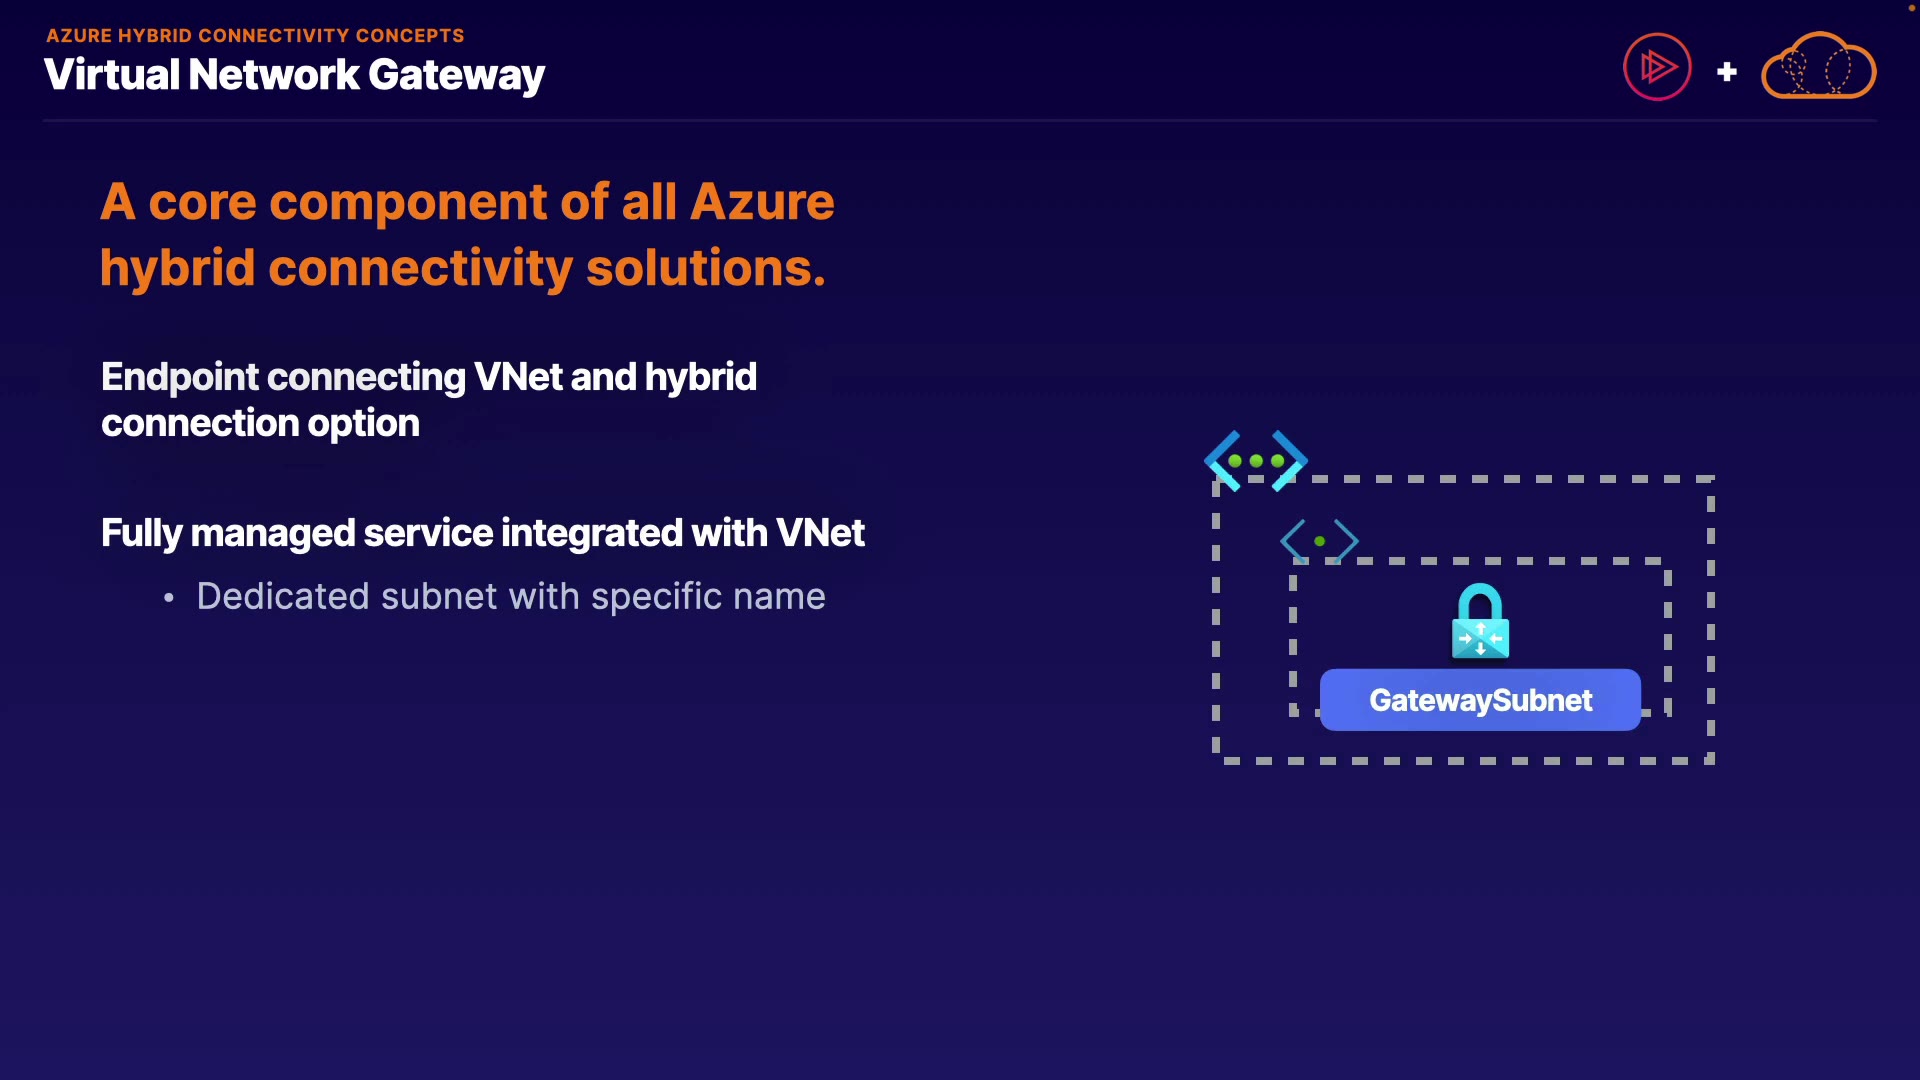 AZURE HYBRID CONNECTIVITY CONCEPTS
Virtual Network Gateway
A core component of all Azure
hybrid connectivity solutions.
Endpoint connecting VNet and hybrid
connection option
Fully managed service integrated with VNet
• Dedicated subnet with specific name
GatewaySubnet